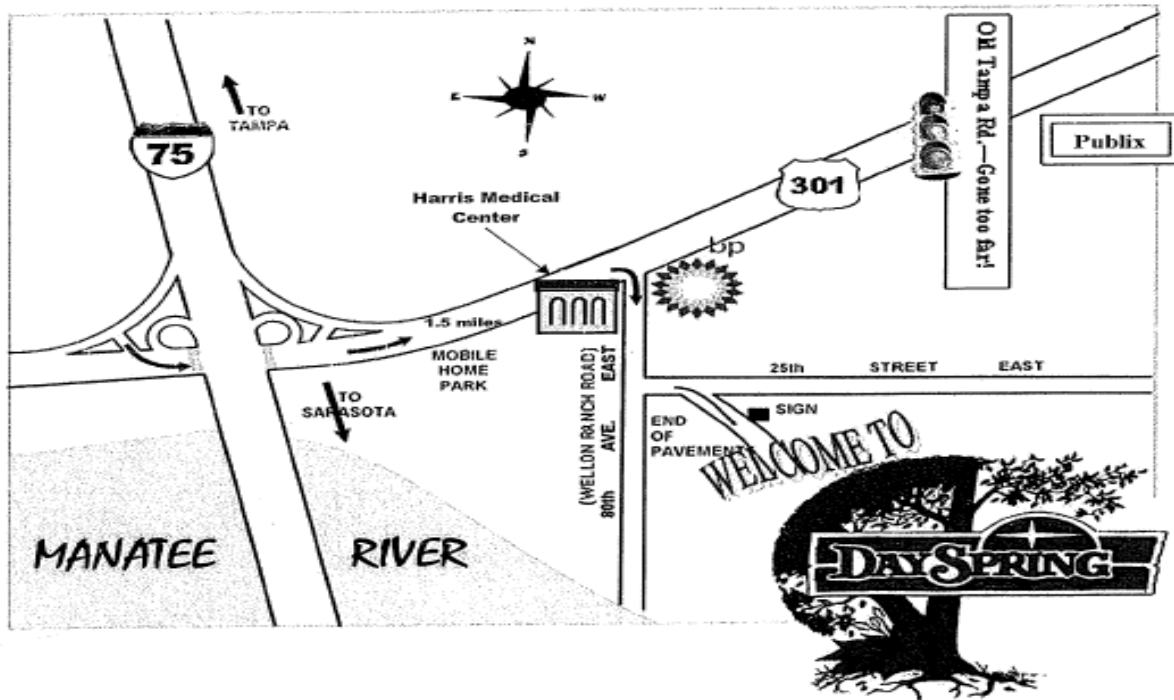 N
E
W
S
TO
TAMPA
75
Harris Medical
Center
301
Old Tampa Rd.—Gone too far!
Publix
bp
1.5 miles
MOBILE
HOME
PARK
TO
SARASOTA
(WELLON RANCH ROAD)
80th AVE. EAST
25th STREET EAST
SIGN
END
OF
PAVEMENT
WELCOME TO
DAYSPRING
MANATEE RIVER